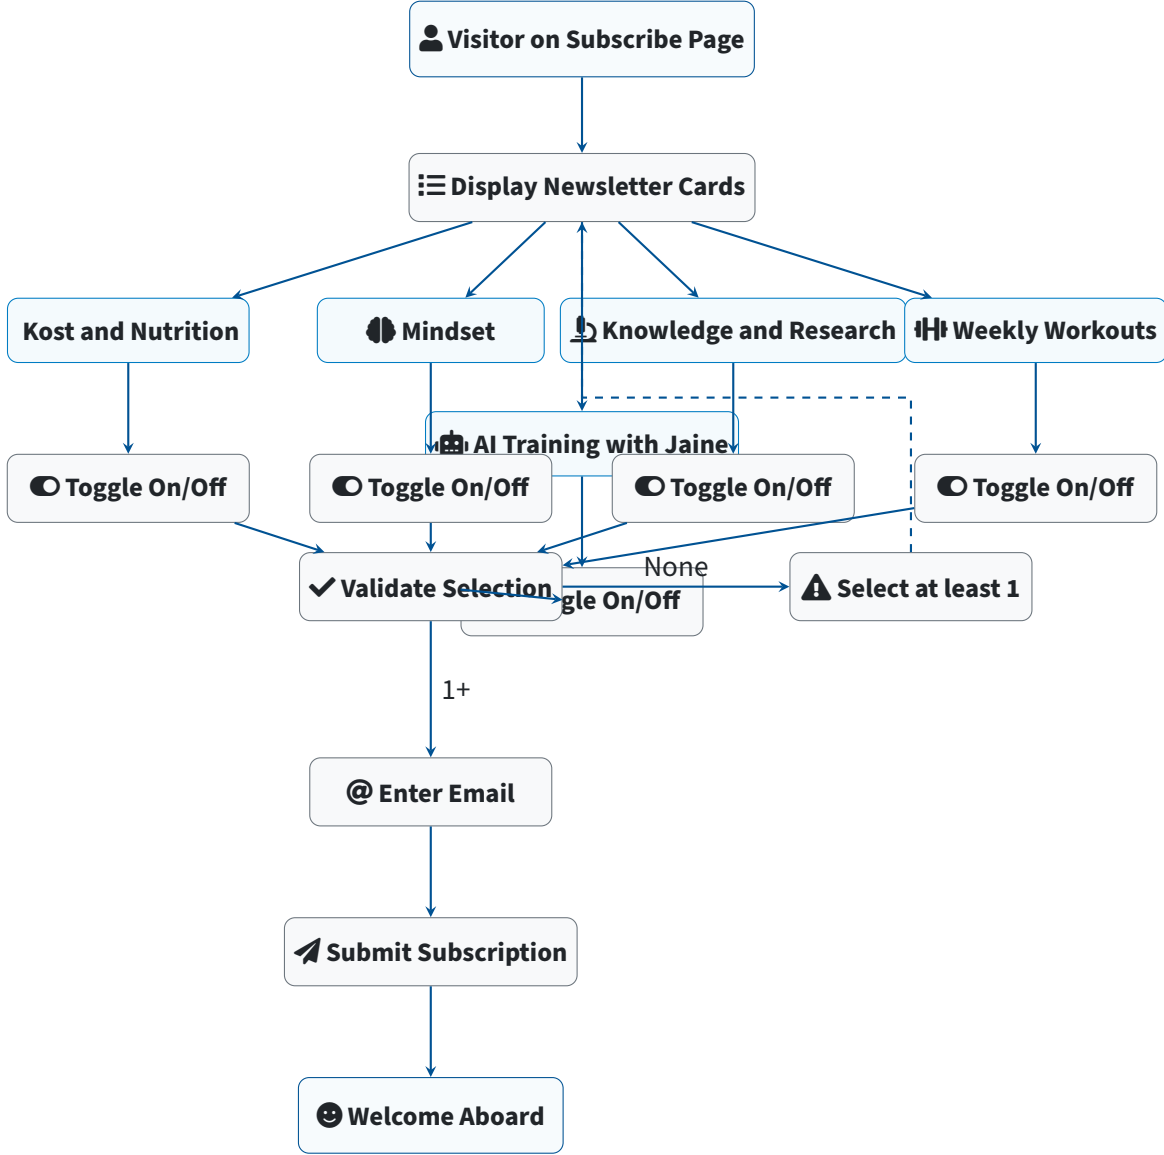 Visitor on Subscribe Page
Display Newsletter Cards
Kost and Nutrition
Mindset
Knowledge and Research
Weekly Workouts
AI Training with Jaine
Toggle On/Off
Toggle On/Off
Toggle On/Off
Toggle On/Off
None
Validate Selection
gle On/Off
Select at least 1
1+
@ Enter Email
Submit Subscription
Welcome Aboard